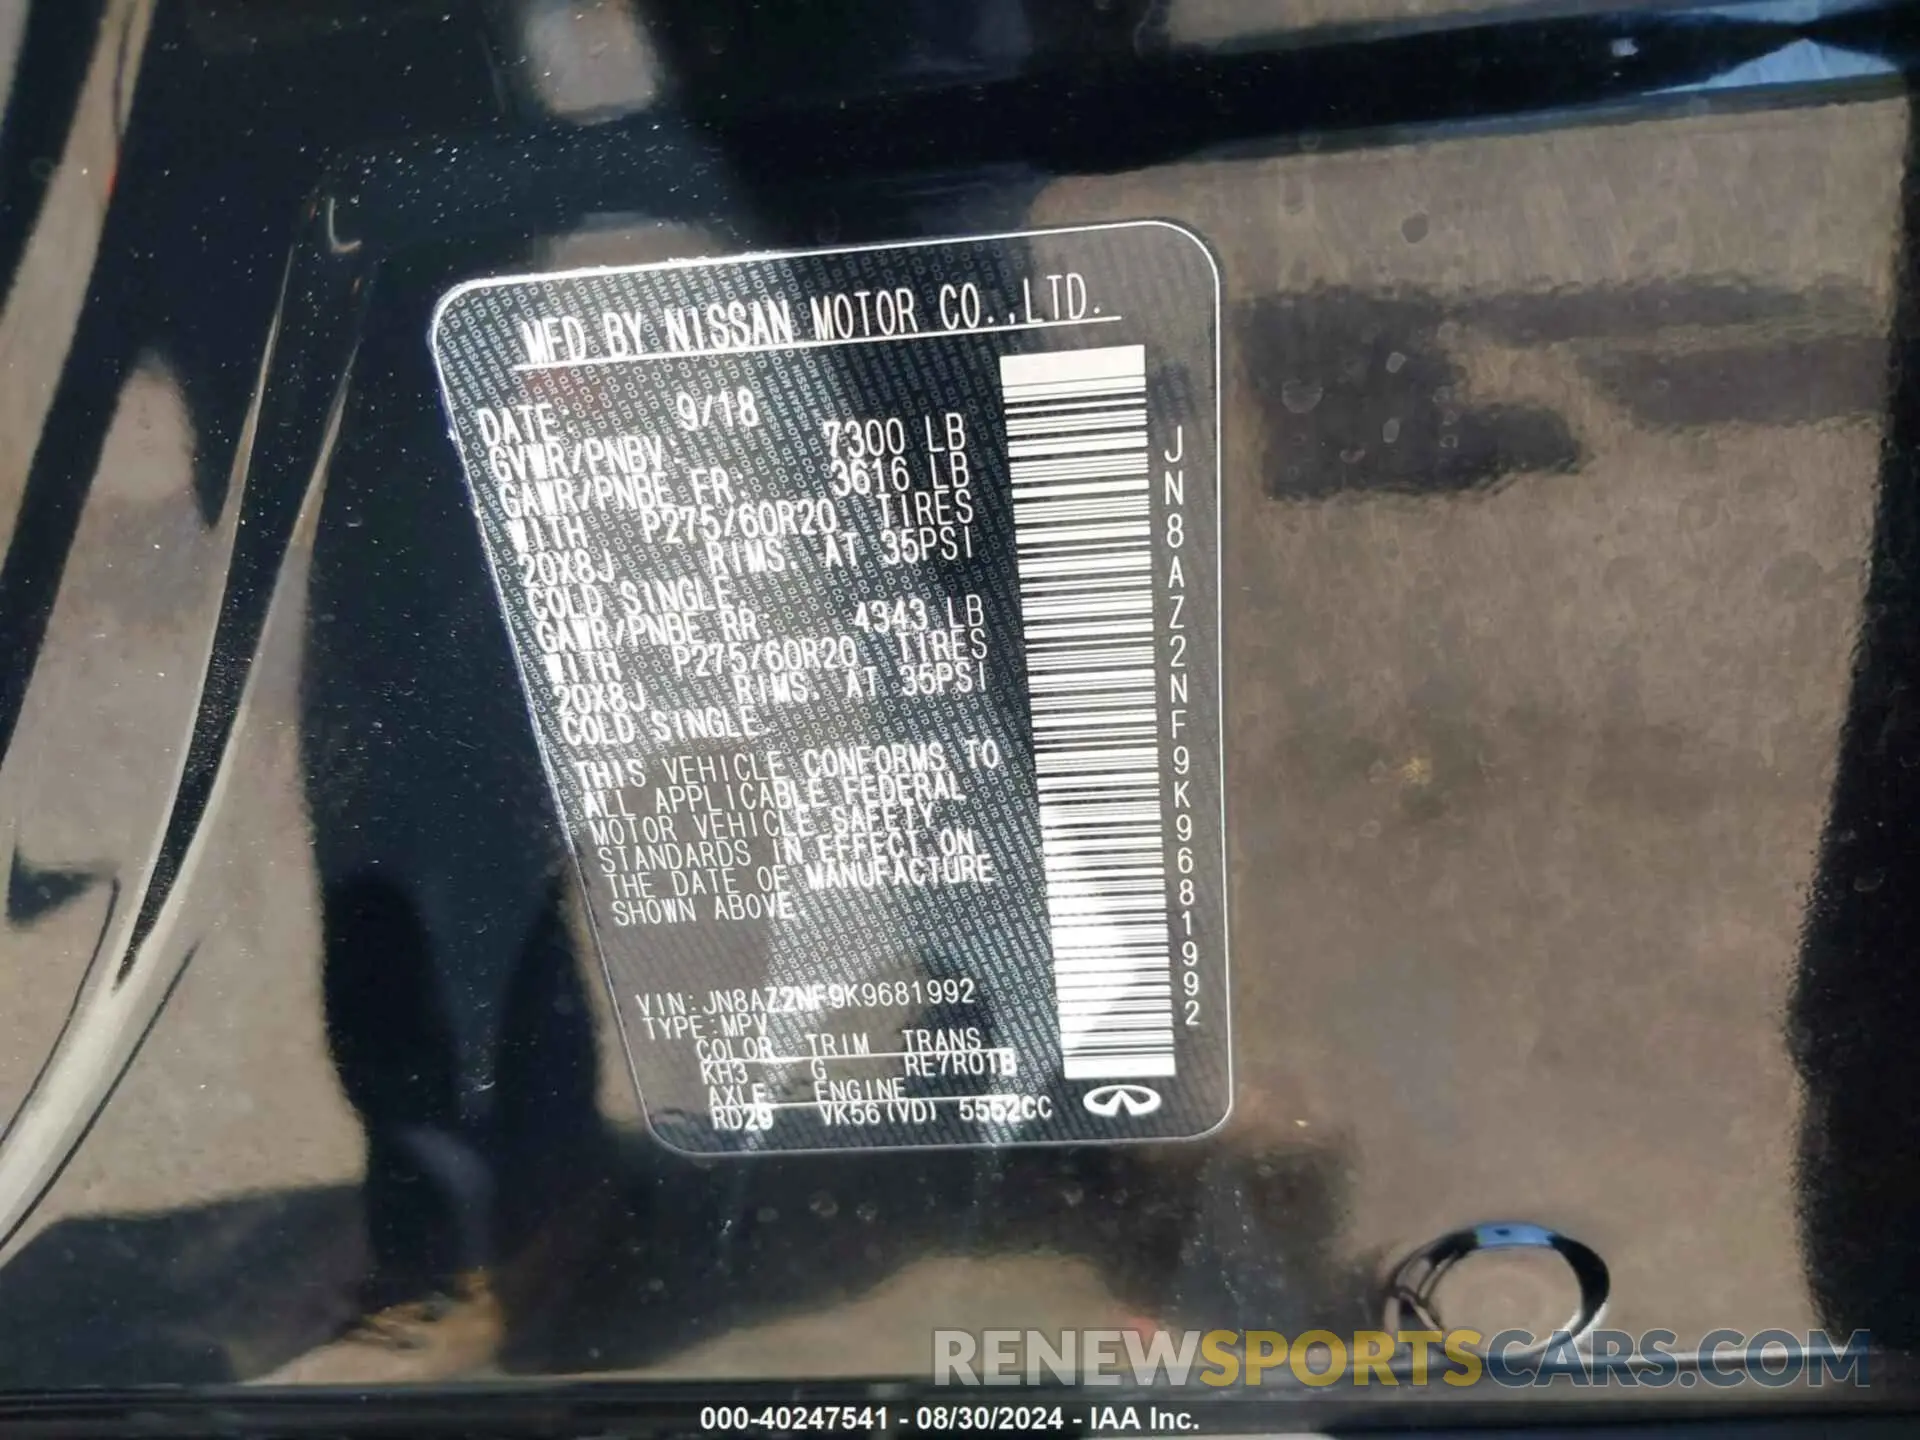 MFD BY NISSAN MOTOR CO.,LTD.
DATE: 9/18
GVWR/PNBV: 7300 LB
GAWR/PNBE FR. 3616 LB
WITH P275/60R20 TIRES
20X8J RIMS. AT 35PSI
COLD SINGLE.
GAWR/PNBE RR. 4343 LB
WITH P275/60R20 TIRES
20X8J RIMS. AT 35PSI
COLD SINGLE.
THIS VEHICLE CONFORMS TO
ALL APPLICABLE FEDERAL
MOTOR VEHICLE SAFETY
STANDARDS IN EFFECT ON
THE DATE OF MANUFACTURE
SHOWN ABOVE.
VIN:JN8AZ2NF9K9681992
TYPE:MPV
COLOR TRIM TRANS
KH3 G RE7R01B
AXLE ENGINE
RD29 VK56(VD) 5552CC
JN8AZ2NF9K9681992
RENEWSPORTSCARS.COM
000-40247541 - 08/30/2024 - IAA Inc.